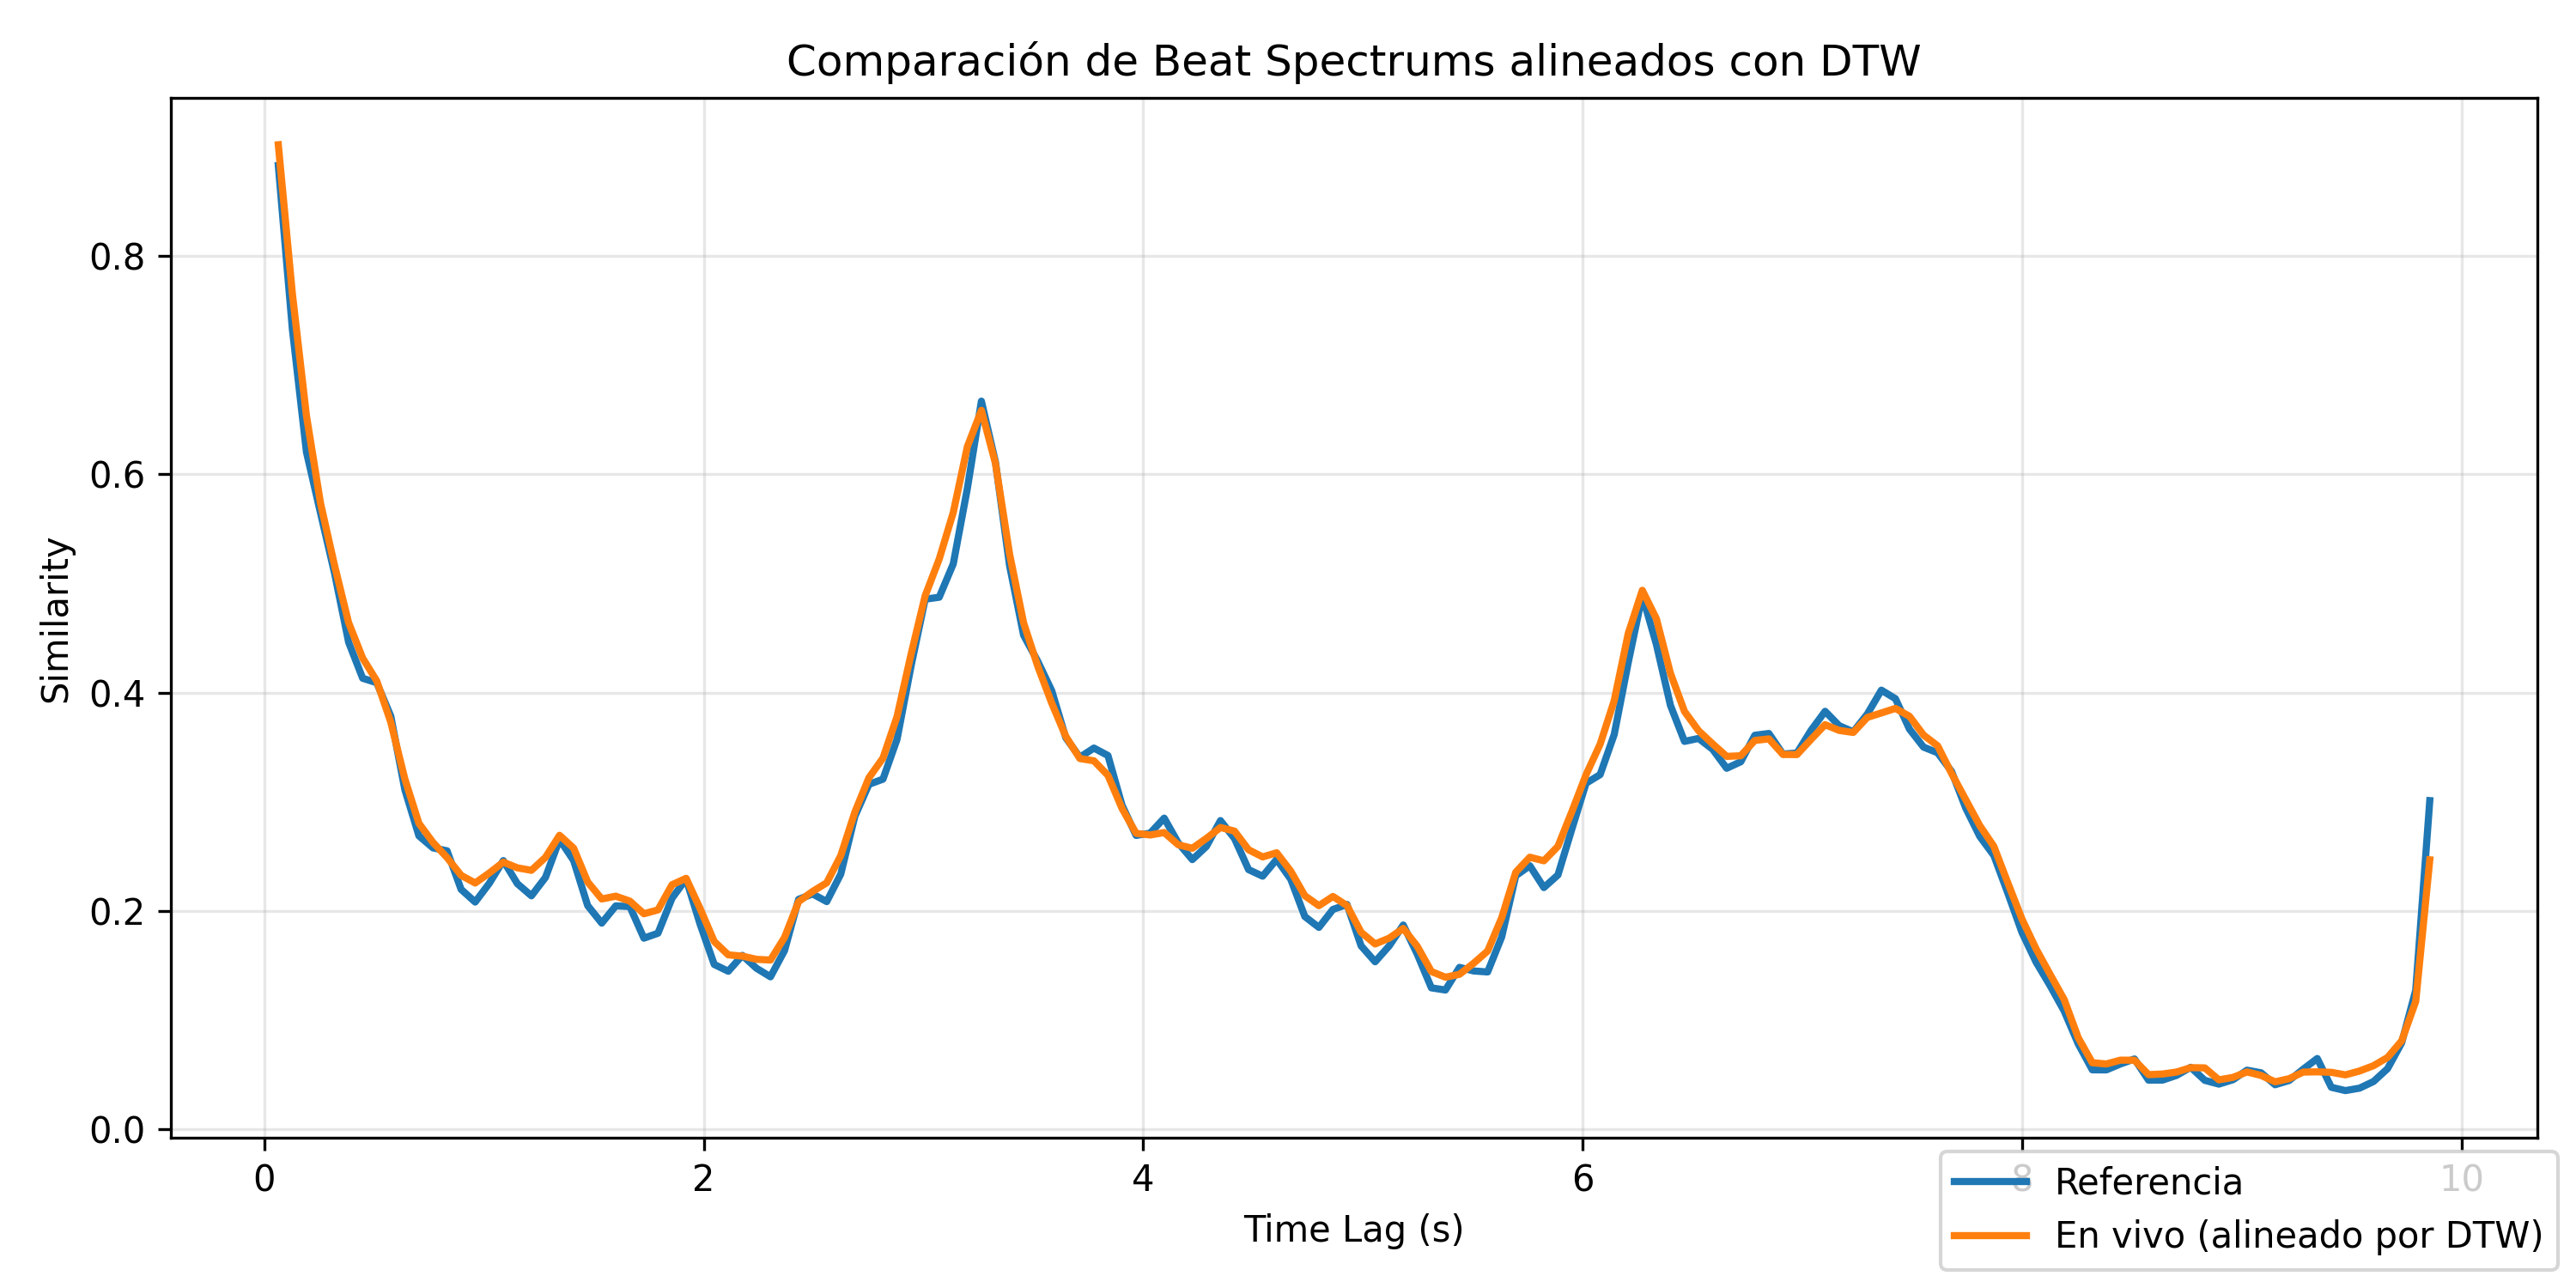 Comparación de Beat Spectrums alineados con DTW
Similarity
0.8
0.6
0.4
0.2
0.0
0 2 4 6 8 10
Time Lag (s)
Referencia
En vivo (alineado por DTW)